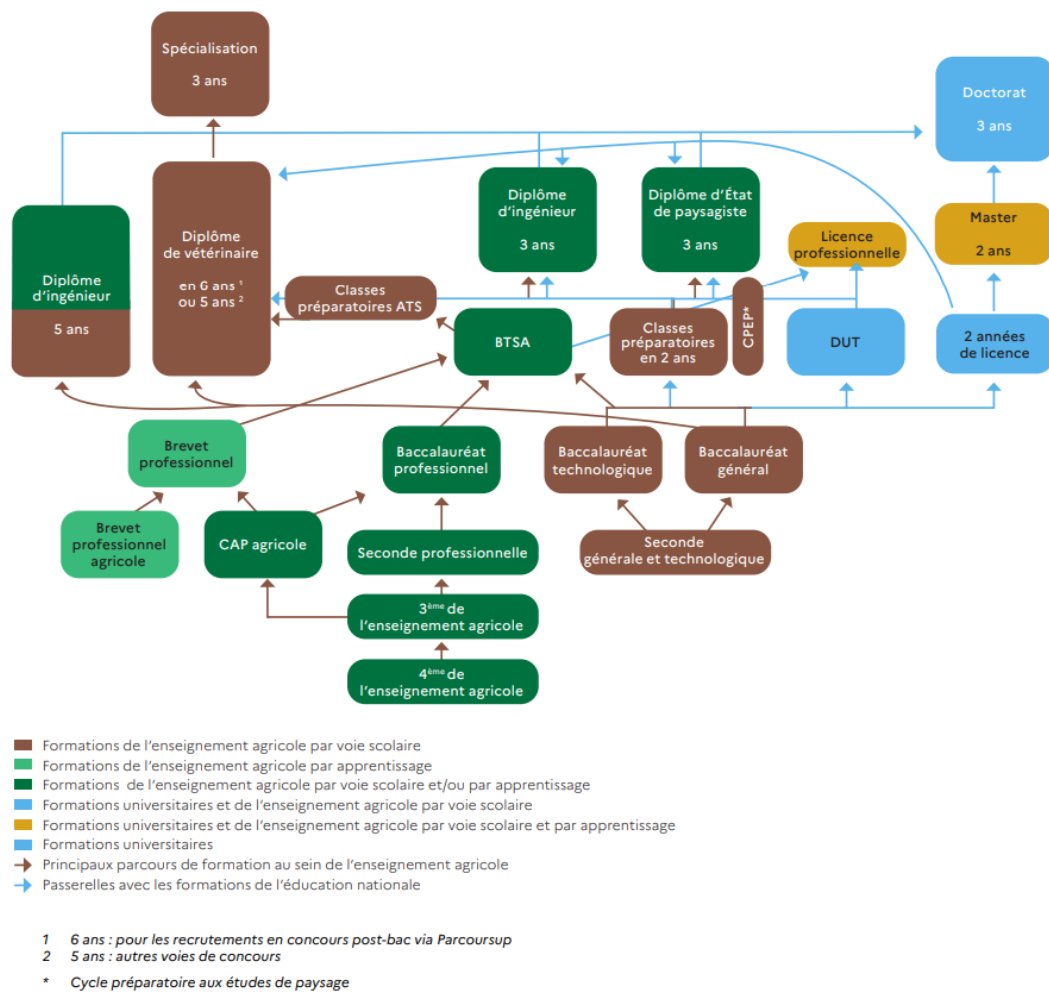 Spécialisation
3 ans
Doctorat
3 ans
Diplôme
de vétérinaire
en 6 ans ¹
ou 5 ans ²
Diplôme
d'ingénieur
3 ans
Diplôme d'État
de paysagiste
3 ans
Licence
professionnelle
Master
2 ans
Diplôme
d'ingénieur
5 ans
Classes
préparatoires ATS
BTSA
Classes
préparatoires
en 2 ans
CPEP*
DUT
2 années
de licence
Brevet
professionnel
Baccalauréat
professionnel
Baccalauréat
technologique
Baccalauréat
général
Brevet
professionnel
agricole
CAP agricole
Seconde professionnelle
Seconde
générale et technologique
3ème de
l'enseignement agricole
4ème de
l'enseignement agricole
Formations de l'enseignement agricole par voie scolaire
Formations de l'enseignement agricole par apprentissage
Formations de l'enseignement agricole par voie scolaire et/ou par apprentissage
Formations universitaires et de l'enseignement agricole par voie scolaire
Formations universitaires et de l'enseignement agricole par voie scolaire et par apprentissage
Formations universitaires
Principaux parcours de formation au sein de l'enseignement agricole
Passerelles avec les formations de l'éducation nationale
1 6 ans : pour les recrutements en concours post-bac via Parcoursup
2 5 ans : autres voies de concours
* Cycle préparatoire aux études de paysage